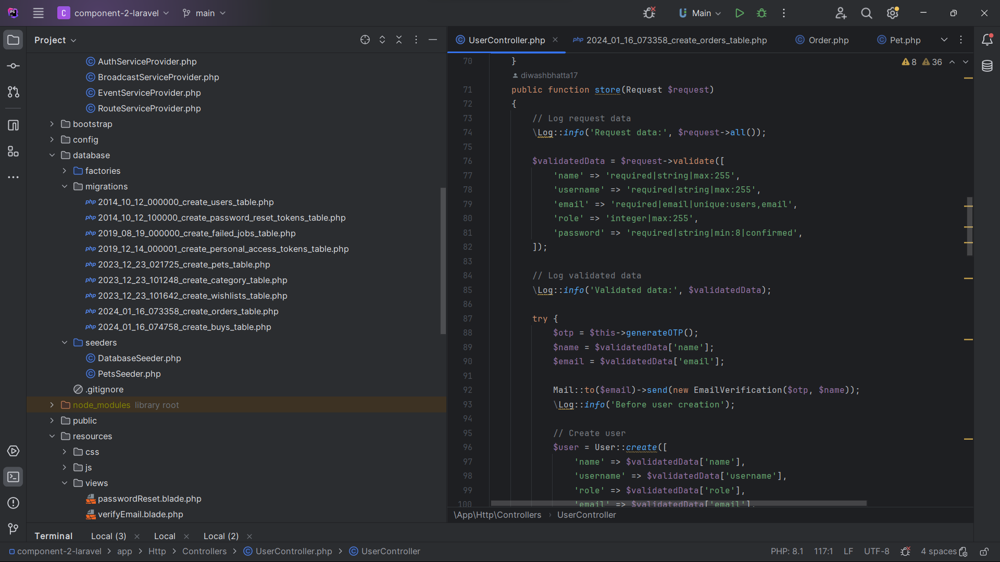 C component-2-laravel main Main
Project
AuthServiceProvider.php
BroadcastServiceProvider.php
EventServiceProvider.php
RouteServiceProvider.php
bootstrap
config
database
factories
migrations
php 2014_10_12_000000_create_users_table.php
php 2014_10_12_100000_create_password_reset_tokens_table.php
php 2019_08_19_000000_create_failed_jobs_table.php
php 2019_12_14_000001_create_personal_access_tokens_table.php
php 2023_12_23_021725_create_pets_table.php
php 2023_12_23_101248_create_category_table.php
php 2023_12_23_101642_create_wishlists_table.php
php 2024_01_16_073358_create_orders_table.php
php 2024_01_16_074758_create_buys_table.php
seeders
DatabaseSeeder.php
PetsSeeder.php
.gitignore
node_modules library root
public
resources
css
js
views
passwordReset.blade.php
verifyEmail.blade.php
UserController.php php 2024_01_16_073358_create_orders_table.php Order.php Pet.php
8 36
70 }
diwashbhatta17
71 public function store(Request $request)
72 {
73 // Log request data
74 \Log::info('Request data:', $request->all());
75
76 $validatedData = $request->validate([
77 'name' => 'required|string|max:255',
78 'username' => 'required|string|max:255',
79 'email' => 'required|email|unique:users,email',
80 'role' => 'integer|max:255',
81 'password' => 'required|string|min:8|confirmed',
82 ]);
83
84 // Log validated data
85 \Log::info('Validated data:', $validatedData);
86
87 try {
88 $otp = $this->generateOTP();
89 $name = $validatedData['name'];
90 $email = $validatedData['email'];
91
92 Mail::to($email)->send(new EmailVerification($otp, $name));
93 \Log::info('Before user creation');
94
95 // Create user
96 $user = User::create([
97 'name' => $validatedData['name'],
98 'username' => $validatedData['username'],
99 'role' => $validatedData['role'],
100 'email' => $validatedData['email'],
\App\Http\Controllers › UserController
Terminal Local (3) Local Local (2)
component-2-laravel > app > Http > Controllers > UserController.php > UserController
PHP: 8.1 117:1 LF UTF-8 4 spaces